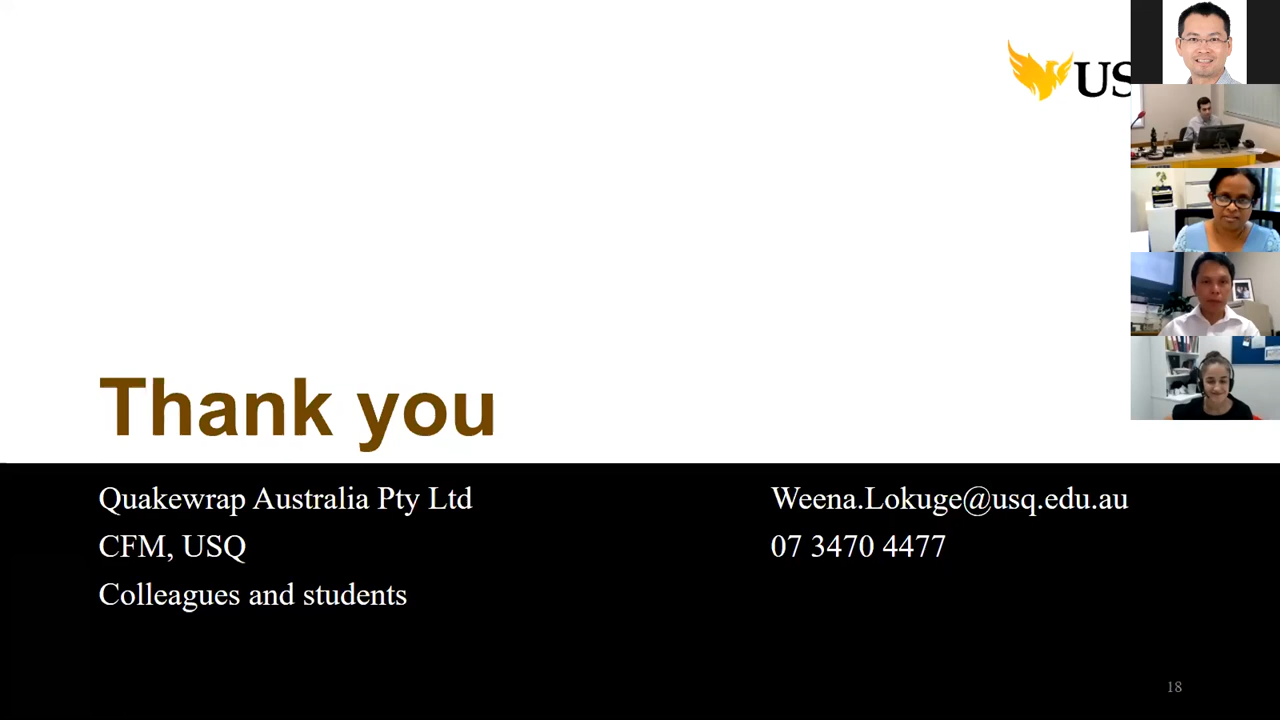 US
Thank you
Quakewrap Australia Pty Ltd
CFM, USQ
Colleagues and students
Weena.Lokuge@usq.edu.au
07 3470 4477
18